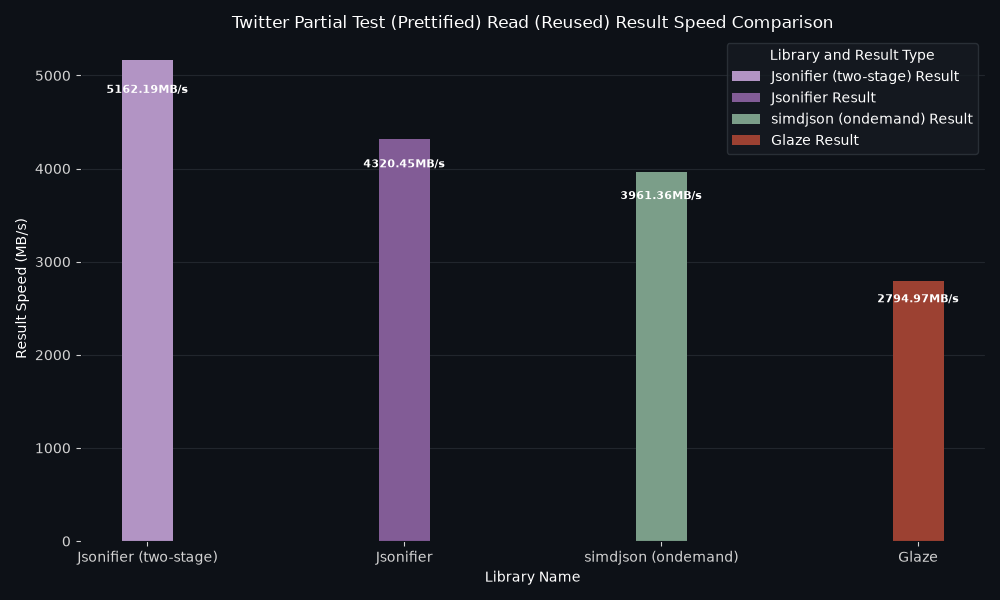 Twitter Partial Test (Prettified) Read (Reused) Result Speed Comparison
Library and Result Type
Jsonifier (two-stage) Result
Jsonifier Result
simdjson (ondemand) Result
Glaze Result
Result Speed (MB/s)
5000
4000
3000
2000
1000
0
5162.19MB/s
4320.45MB/s
3961.36MB/s
2794.97MB/s
Jsonifier (two-stage)
Jsonifier
simdjson (ondemand)
Glaze
Library Name